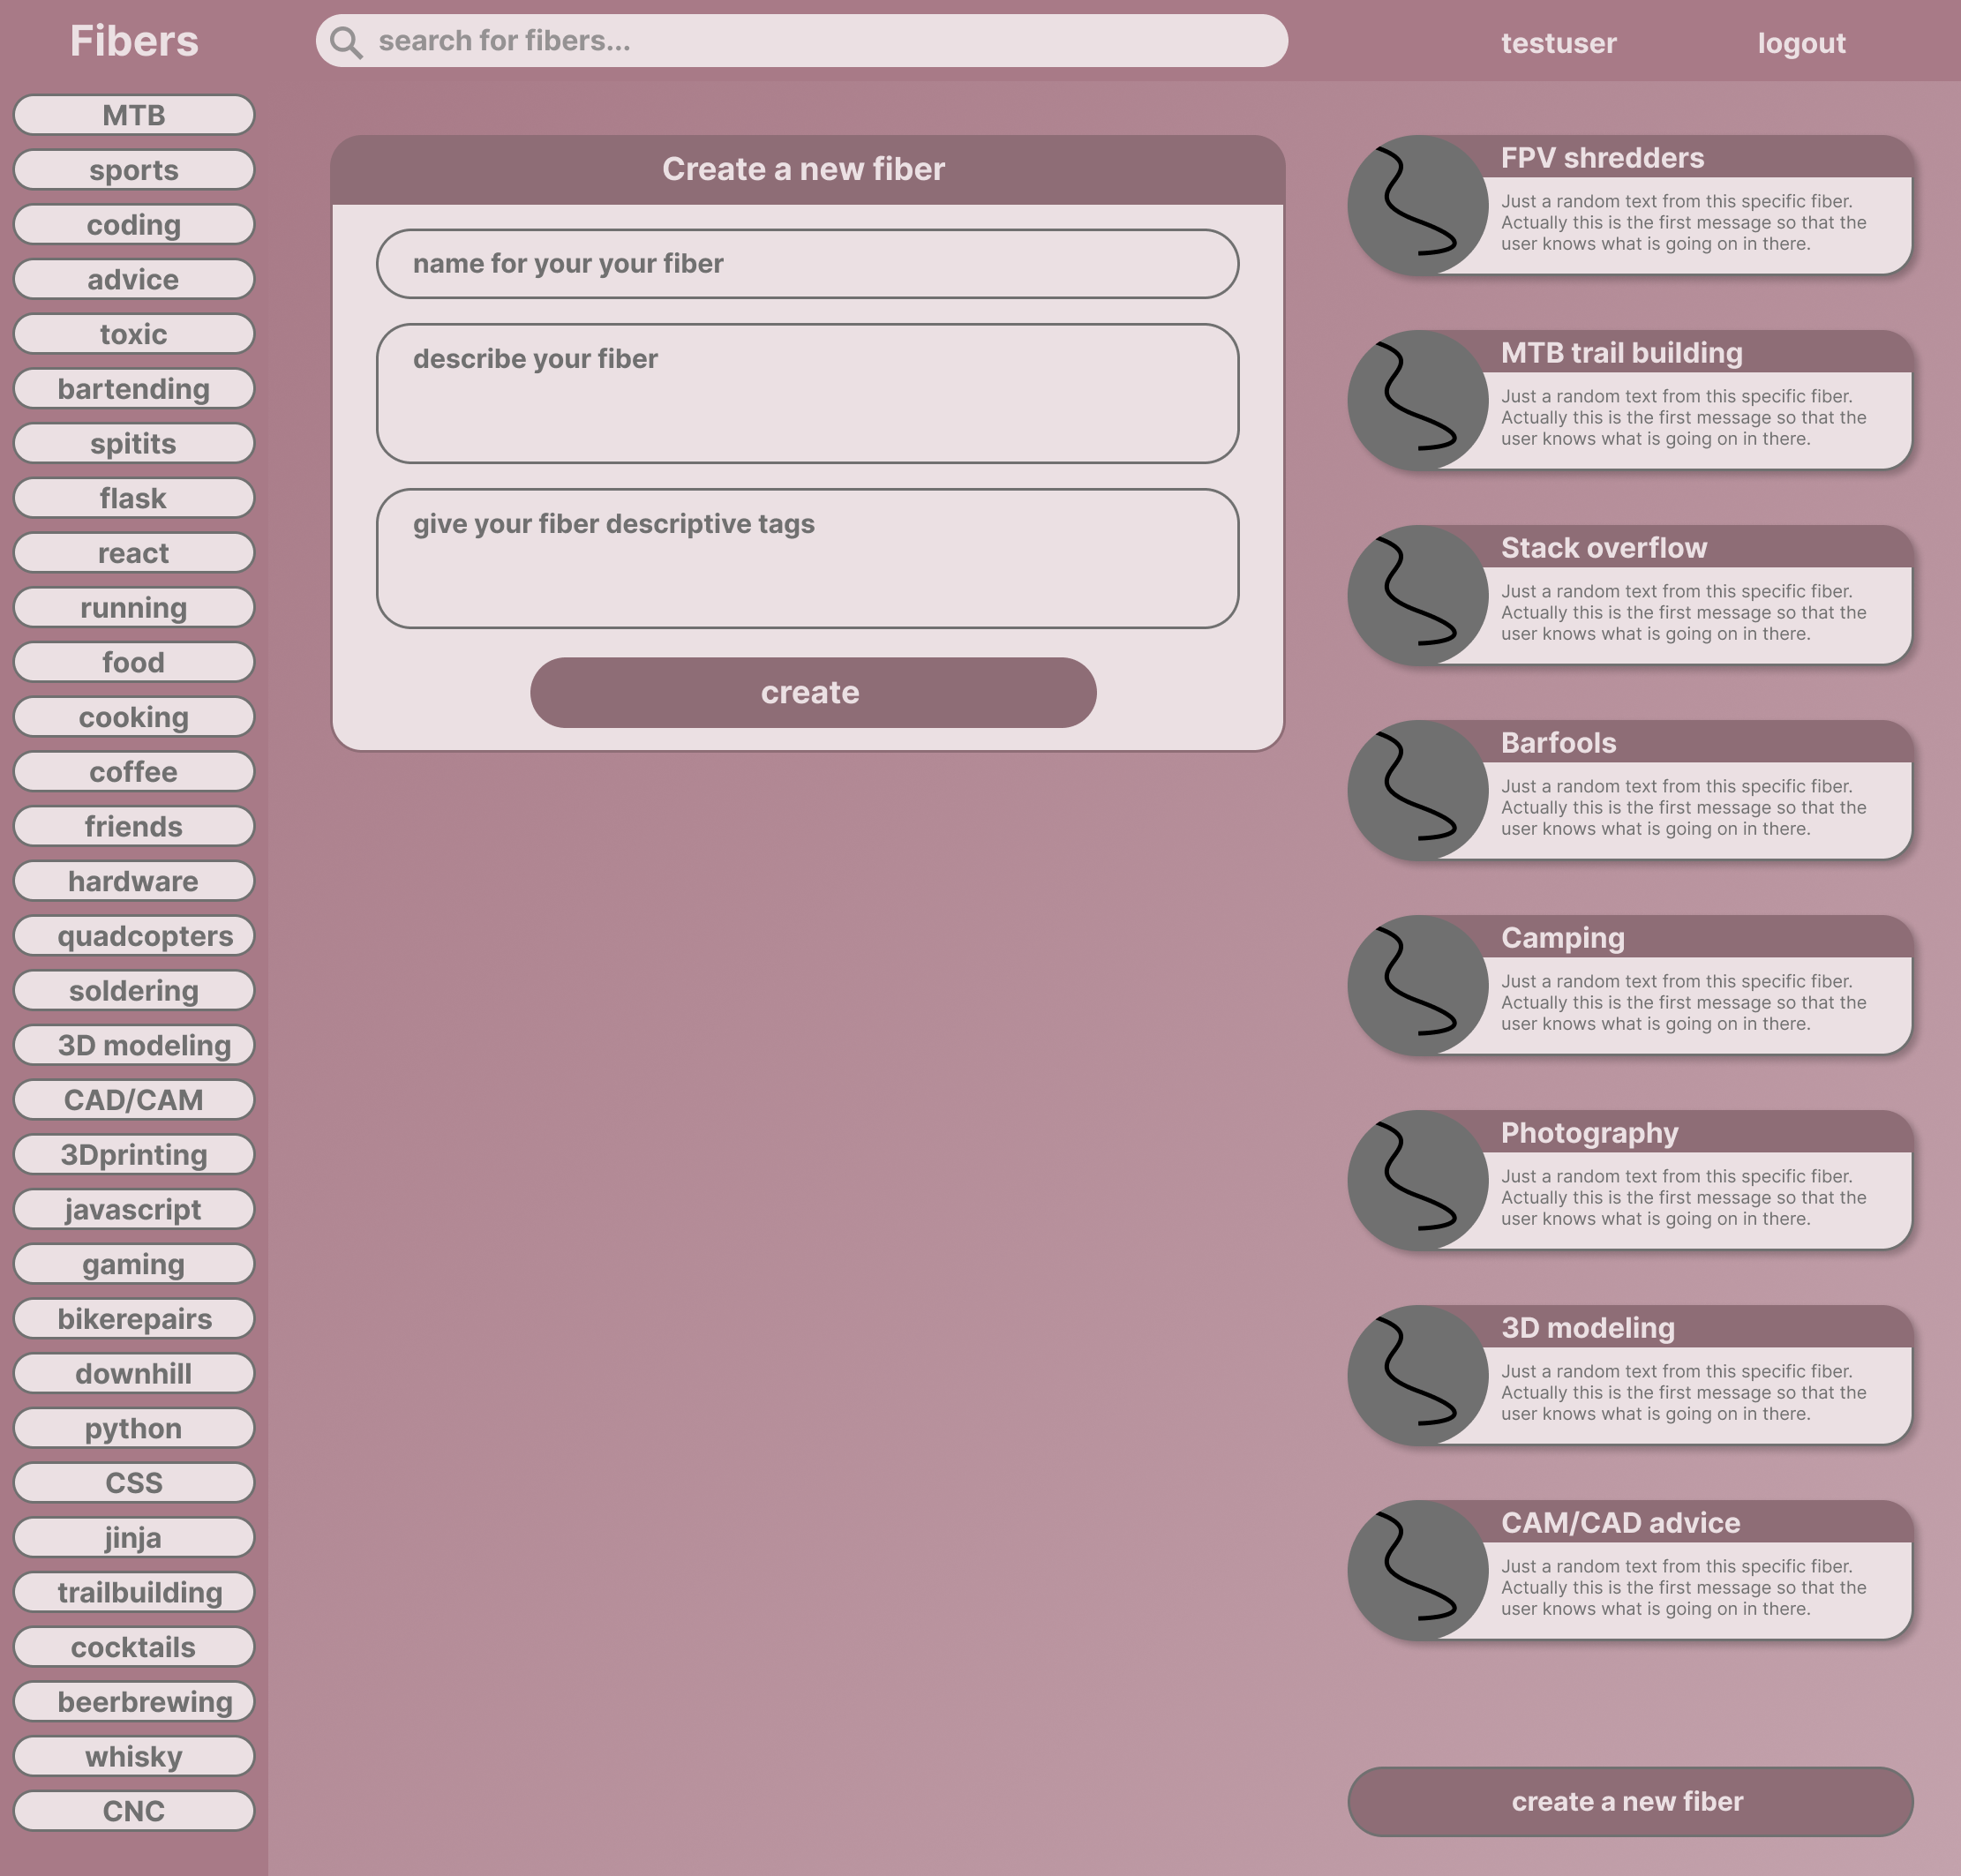 Fibers
search for fibers...
testuser
logout
MTB
sports
coding
advice
toxic
bartending
spitits
flask
react
running
food
cooking
coffee
friends
hardware
quadcopters
soldering
3D modeling
CAD/CAM
3Dprinting
javascript
gaming
bikerepairs
downhill
python
CSS
jinja
trailbuilding
cocktails
beerbrewing
whisky
CNC
Create a new fiber
name for your your fiber
describe your fiber
give your fiber descriptive tags
create
FPV shredders
Just a random text from this specific fiber.
Actually this is the first message so that the
user knows what is going on in there.
MTB trail building
Just a random text from this specific fiber.
Actually this is the first message so that the
user knows what is going on in there.
Stack overflow
Just a random text from this specific fiber.
Actually this is the first message so that the
user knows what is going on in there.
Barfools
Just a random text from this specific fiber.
Actually this is the first message so that the
user knows what is going on in there.
Camping
Just a random text from this specific fiber.
Actually this is the first message so that the
user knows what is going on in there.
Photography
Just a random text from this specific fiber.
Actually this is the first message so that the
user knows what is going on in there.
3D modeling
Just a random text from this specific fiber.
Actually this is the first message so that the
user knows what is going on in there.
CAM/CAD advice
Just a random text from this specific fiber.
Actually this is the first message so that the
user knows what is going on in there.
create a new fiber